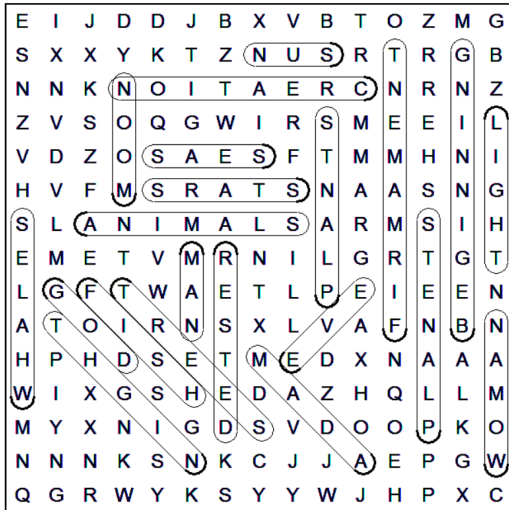 E I J D D J B X V B T O Z M G
S X X Y K T Z N U S R T R G B
N N K N O I T A E R C N R N Z
Z V S O Q G W I R S M E E I L
V D Z O S A E S F T M M H N I
H V F M S R A T S N A A S N G
S L A N I M A L S A R M S I H
E M E T V M R N I L G R T G T
L G F T W A E T L P E I E E N
A T O I R N S X L V A F N B N
H P H D S E T M E D X N A A A
W I X G S H E D A Z H Q L L M
M Y X N I G D S V D O O P K O
N N N K S N K C J J A E P G W
Q G R W Y K S Y Y W J H P X C